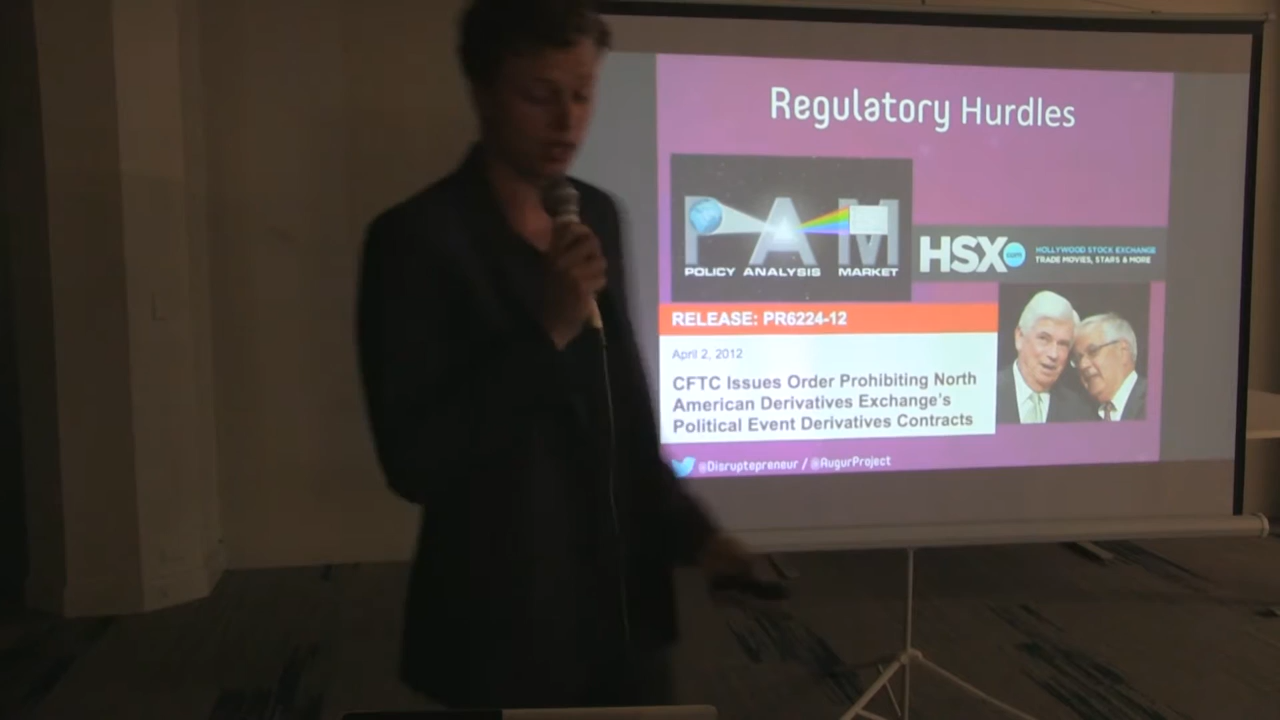 Regulatory Hurdles
PAM
POLICY ANALYSIS MARKET
HSX.com
HOLLYWOOD STOCK EXCHANGE
TRADE MOVIES, STARS & MORE
RELEASE: PR6224-12
April 2, 2012
CFTC Issues Order Prohibiting North
American Derivatives Exchange's
Political Event Derivatives Contracts
@Disruptepreneur / @AugurProject